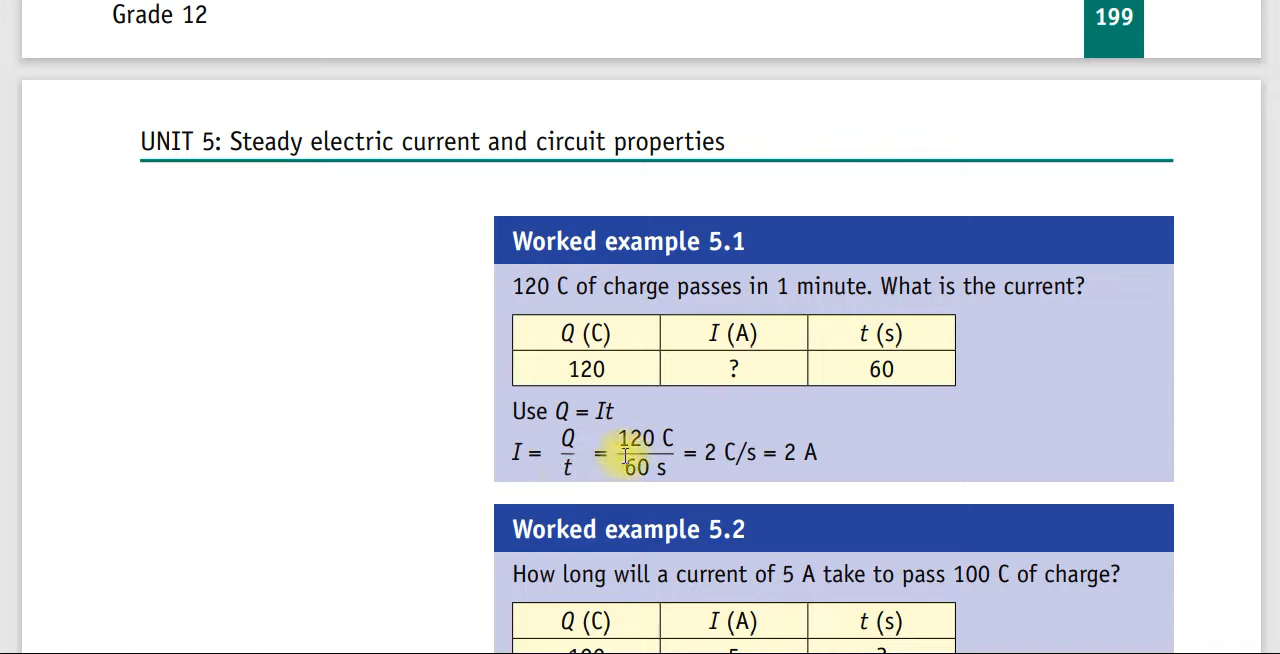 Grade 12
199
UNIT 5: Steady electric current and circuit properties
Worked example 5.1
120 C of charge passes in 1 minute. What is the current?
Q (C) I (A) t (s)
120 ? 60
Use Q = It
I = Q/t = 120 C/60 s = 2 C/s = 2 A
Worked example 5.2
How long will a current of 5 A take to pass 100 C of charge?
Q (C) I (A) t (s)